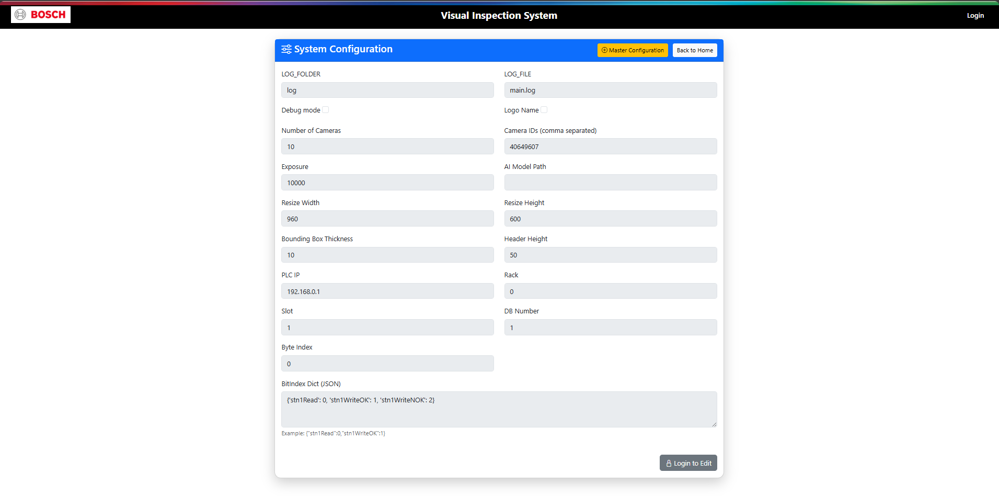 BOSCH
Visual Inspection System
Login
System Configuration
Master Configuration
Back to Home
LOG_FOLDER
LOG_FILE
log
main.log
Debug mode
Logo Name
Number of Cameras
Camera IDs (comma separated)
10
40649607
Exposure
AI Model Path
10000
Resize Width
Resize Height
960
600
Bounding Box Thickness
Header Height
10
50
PLC IP
Rack
192.168.0.1
0
Slot
DB Number
1
1
Byte Index
0
BitIndex Dict (JSON)
{'stn1Read': 0, 'stn1WriteOK': 1, 'stn1WriteNOK': 2}
Example: {"stn1Read":0,"stn1WriteOK":1}
Login to Edit